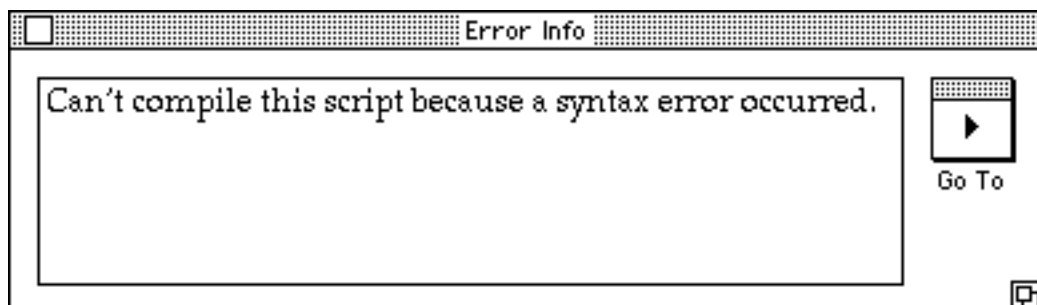 Error Info
Can't compile this script because a syntax error occurred.
Go To